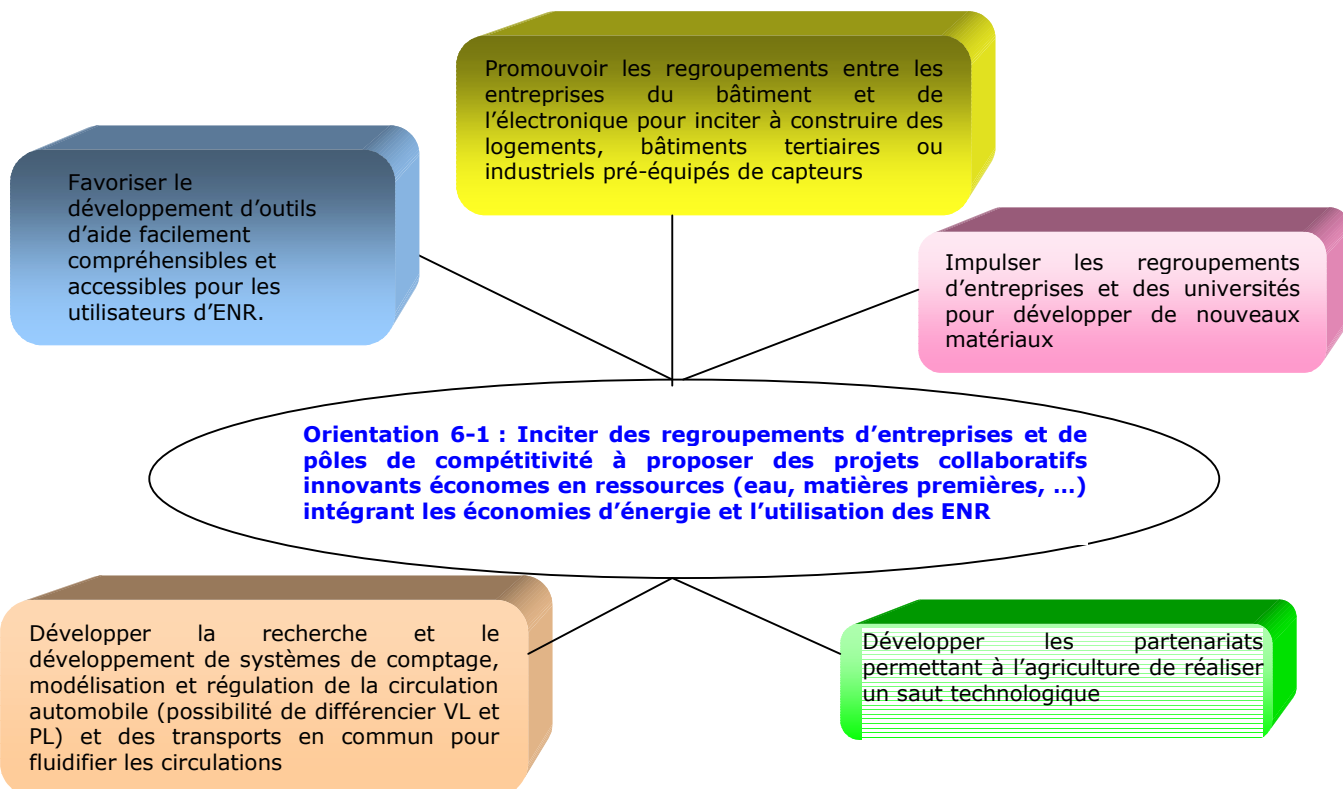 Promouvoir les regroupements entre les
entreprises du bâtiment et de
l’électronique pour inciter à construire des
logements, bâtiments tertiaires ou
industriels pré-équipés de capteurs
Favoriser le
développement d’outils
d’aide facilement
compréhensibles et
accessibles pour les
utilisateurs d’ENR.
Impulser les regroupements
d’entreprises et des universités
pour développer de nouveaux
matériaux
Orientation 6-1 : Inciter des regroupements d’entreprises et de
pôles de compétitivité à proposer des projets collaboratifs
innovants économes en ressources (eau, matières premières, …)
intégrant les économies d’énergie et l’utilisation des ENR
Développer la recherche et le
développement de systèmes de comptage,
modélisation et régulation de la circulation
automobile (possibilité de différencier VL et
PL) et des transports en commun pour
fluidifier les circulations
Développer les partenariats
permettant à l’agriculture de réaliser
un saut technologique